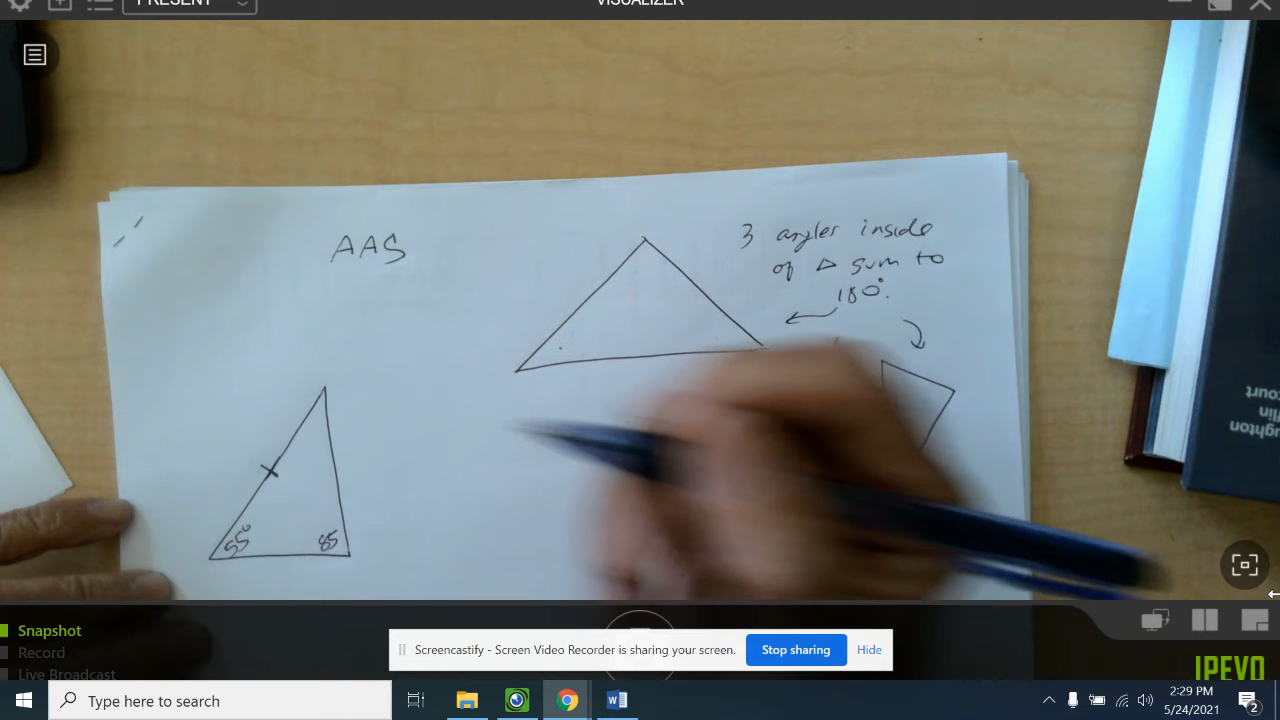 PRESENT
VISUALIZER
AAS
3 angles inside
of △ sum to
180°.
55°
85
Snapshot
Record
Live Broadcast
Screencastify - Screen Video Recorder is sharing your screen.
Stop sharing
Hide
IPEVO
Type here to search
2:29 PM
5/24/2021
2
court